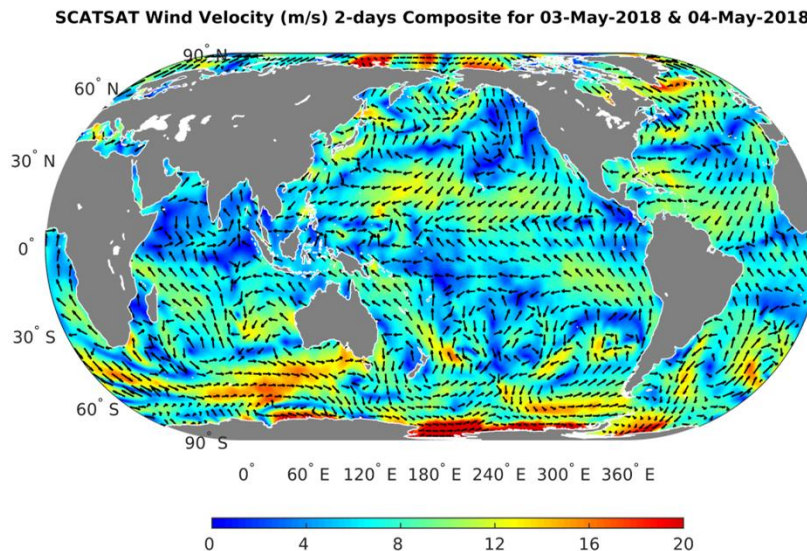 SCATSAT Wind Velocity (m/s) 2-days Composite for 03-May-2018 & 04-May-2018
90° N
60° N
30° N
0°
30° S
60° S
90° S
0° 60° E 120° E 180° E 240° E 300° E 360° E
0 4 8 12 16 20